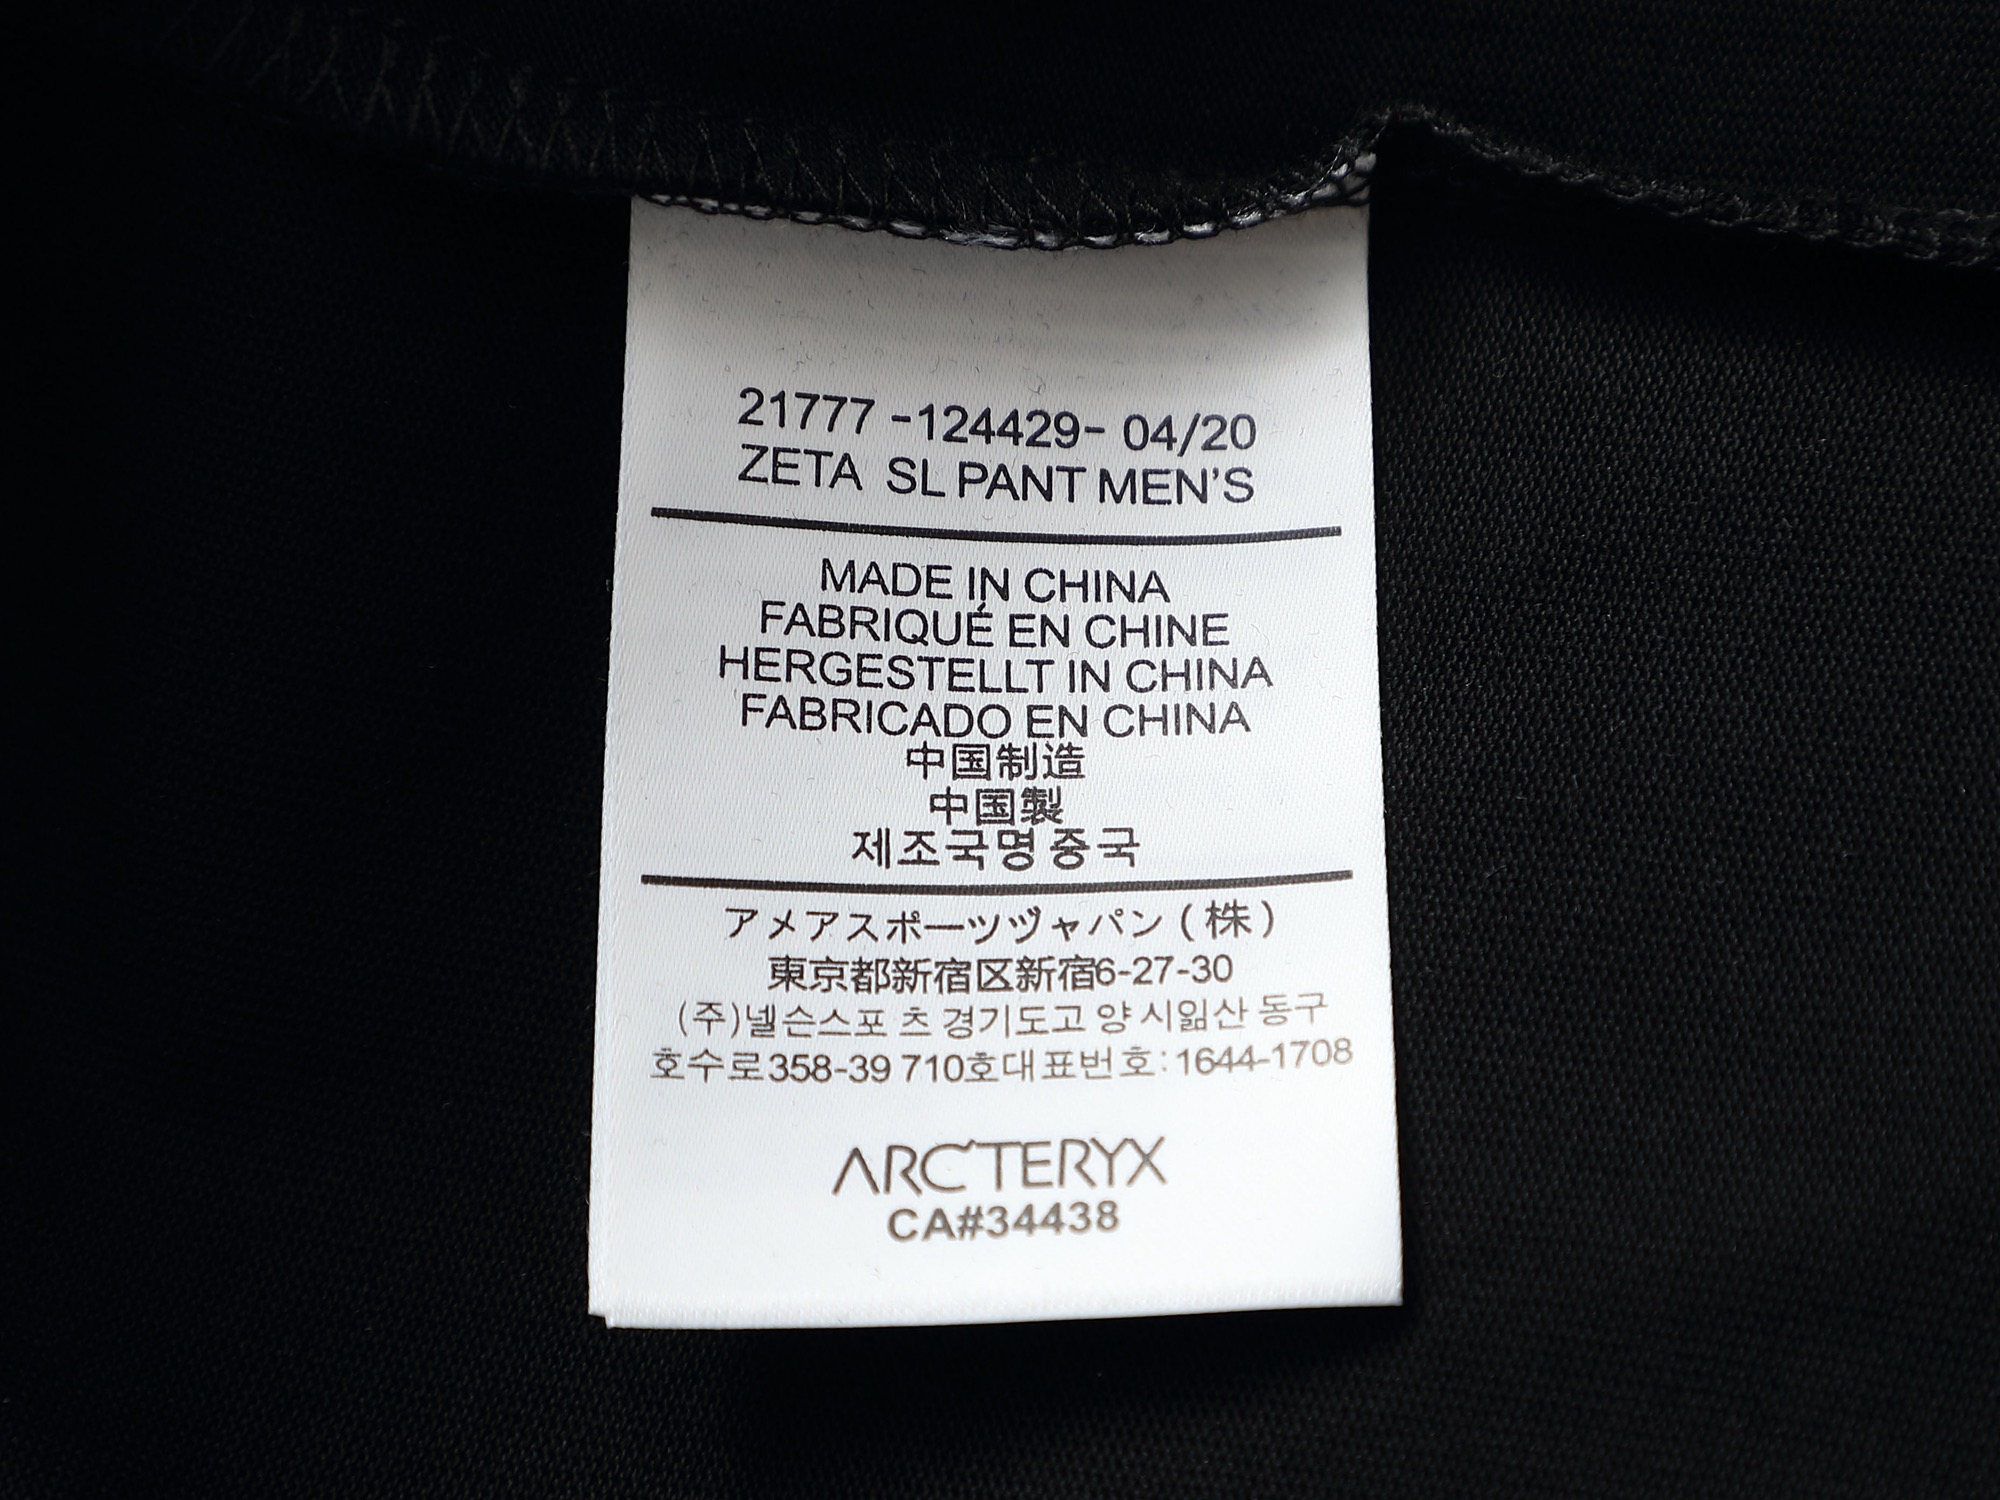 21777 -124429- 04/20
ZETA SL PANT MEN'S
MADE IN CHINA
FABRIQUÉ EN CHINE
HERGESTELLT IN CHINA
FABRICADO EN CHINA
中国制造
中国製
제조국명중국
アメアスポーツヅャパン(株)
東京都新宿区新宿6-27-30
(주)넬슨스포 츠 경기도고 양 시잂산 동구
호수로358-39 710호대표번호:1644-1708
ARC'TERYX
CA#34438